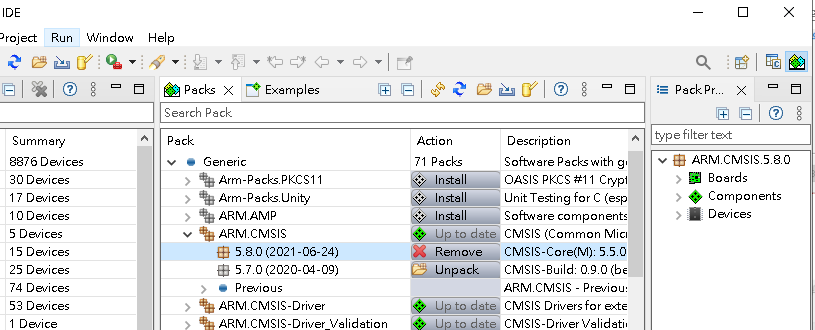 IDE
Project Run Window Help
Packs Examples
Pack Pr...
Search Pack
type filter text
Summary Pack Action Description
8876 Devices Generic 71 Packs Software Packs with ge
ARM.CMSIS.5.8.0
30 Devices Arm-Packs.PKCS11 Install OASIS PKCS #11 Crypt
Boards
17 Devices Arm-Packs.Unity Install Unit Testing for C (esp
Components
10 Devices ARM.AMP Install Software components
Devices
5 Devices ARM.CMSIS Up to date CMSIS (Common Micr
15 Devices 5.8.0 (2021-06-24) Remove CMSIS-Core(M): 5.5.0
25 Devices 5.7.0 (2020-04-09) Unpack CMSIS-Build: 0.9.0 (be
74 Devices Previous ARM.CMSIS - Previous
53 Devices ARM.CMSIS-Driver Up to date CMSIS Drivers for exte
1 Device ARM.CMSIS-Driver_Validation Up to date CMSIS-Driver Validati